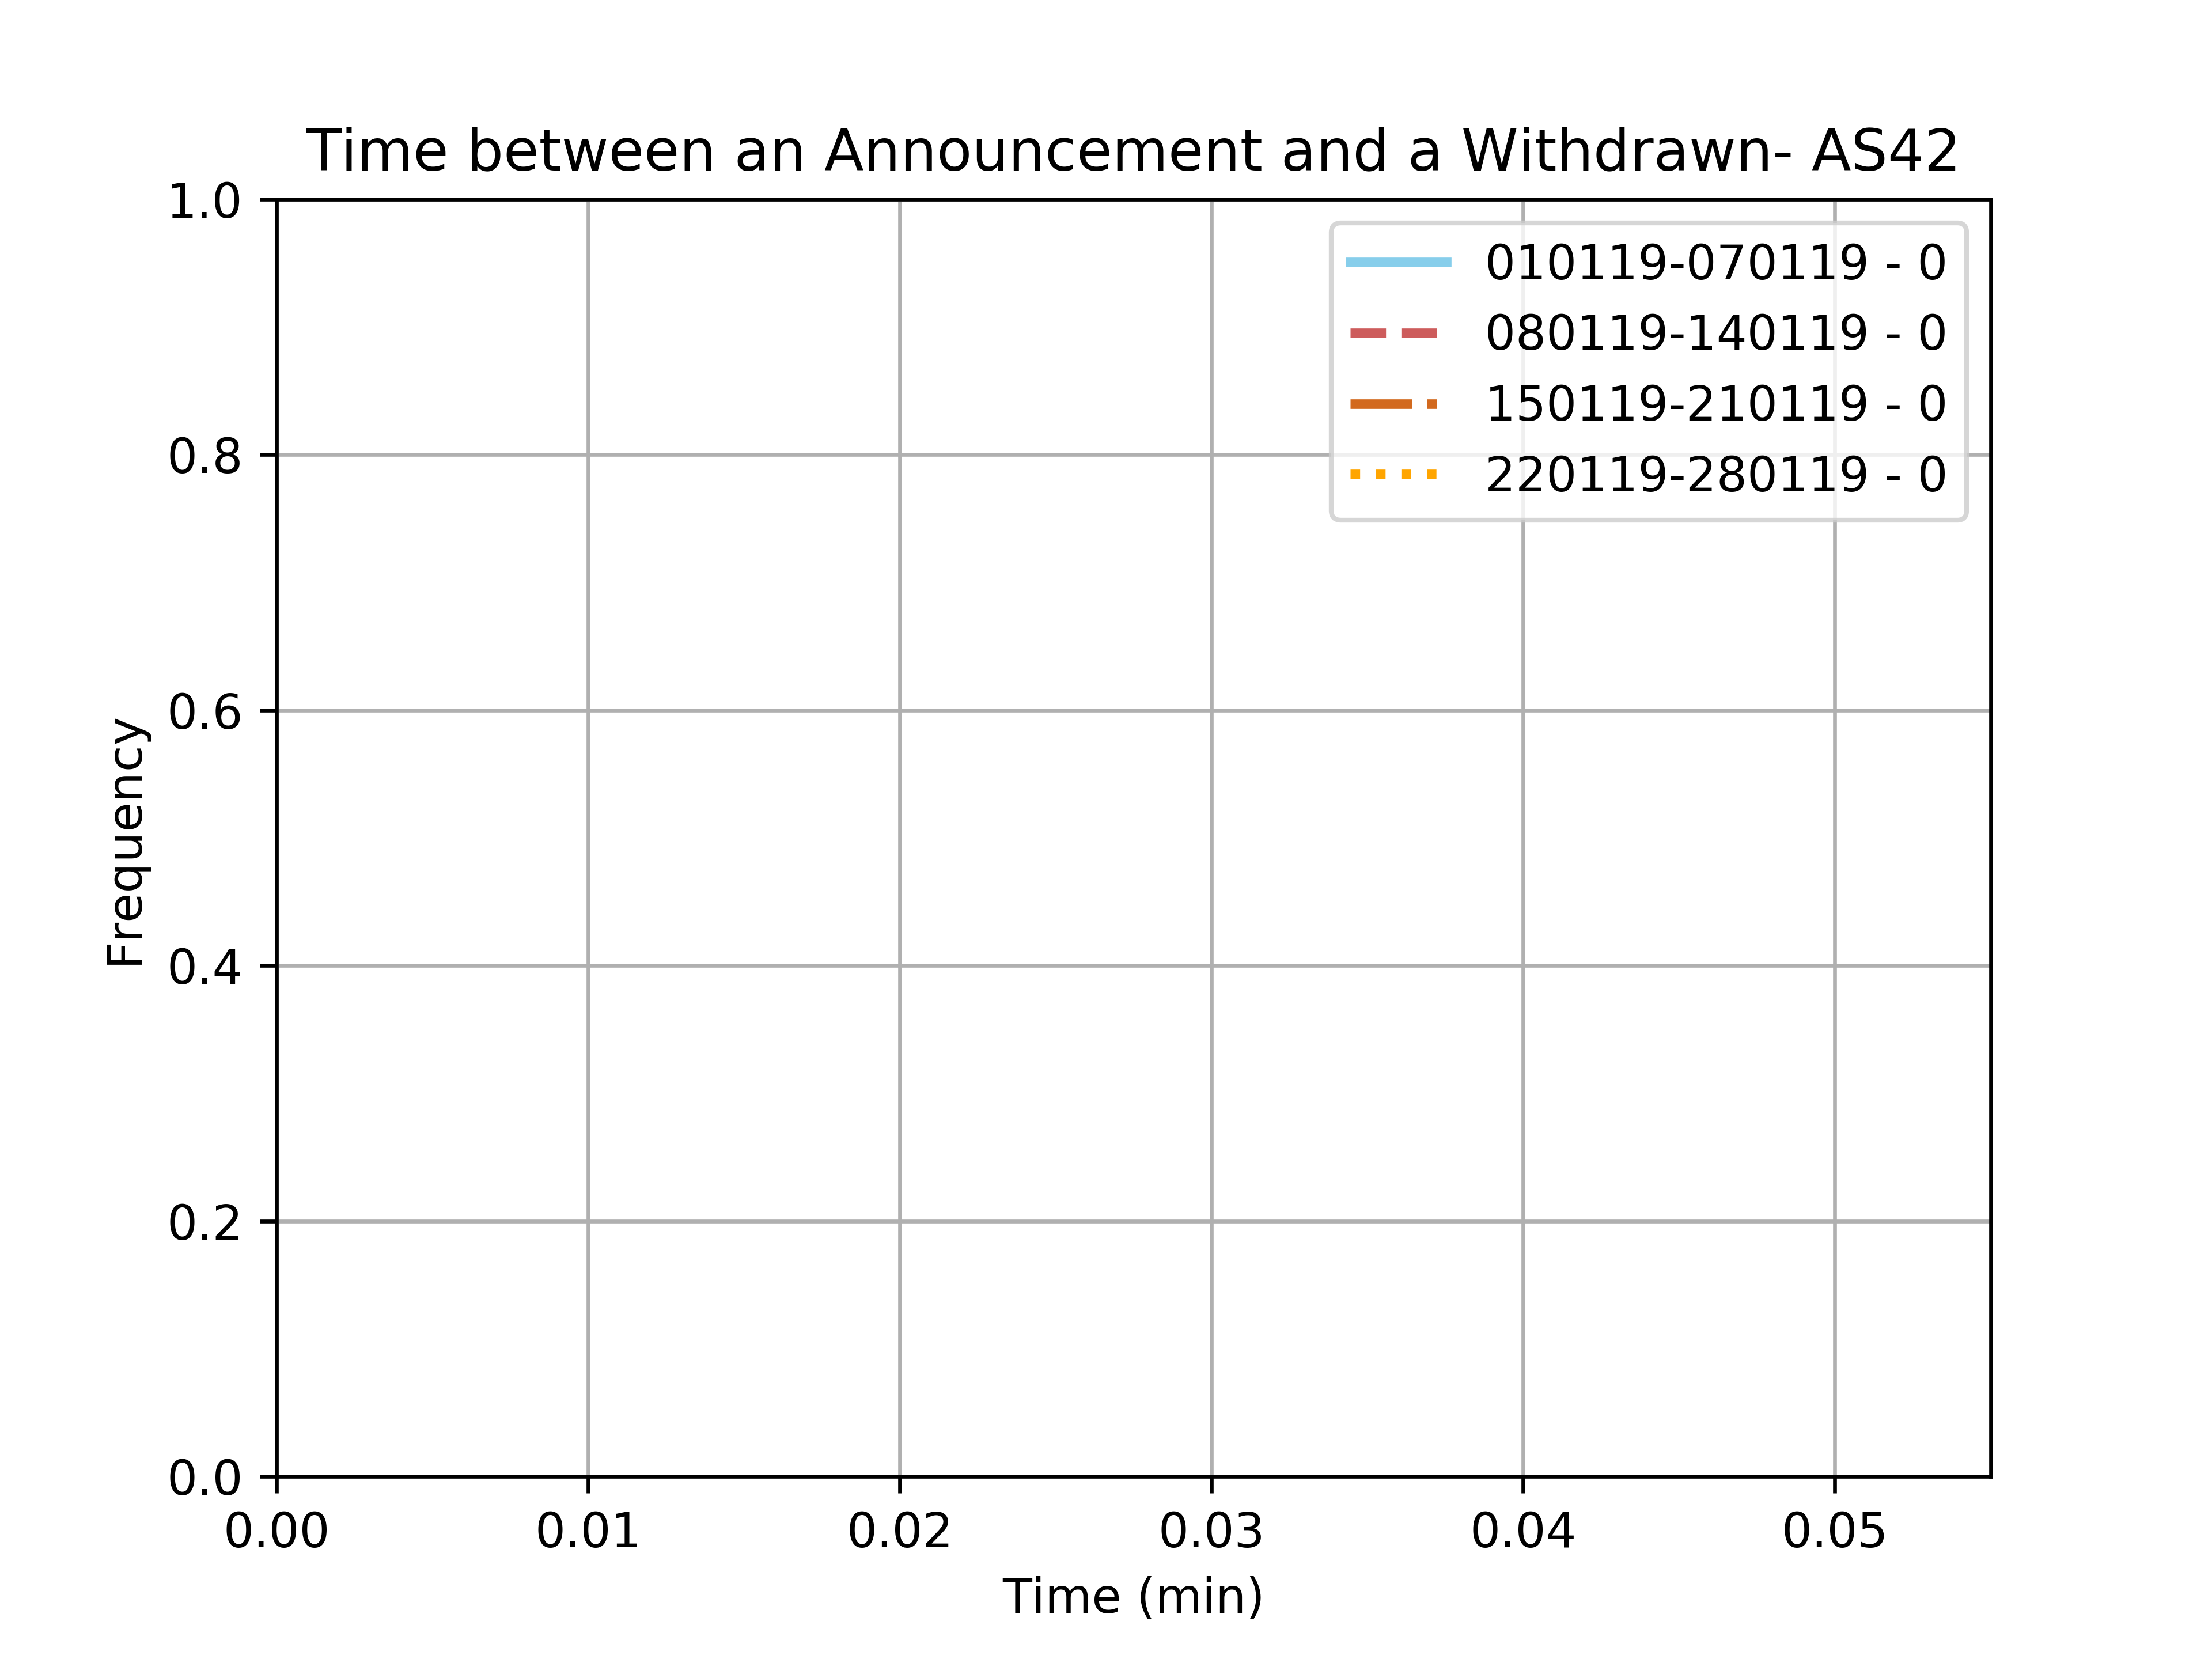 Time between an Announcement and a Withdrawn- AS42
1.0
0.8
0.6
0.4
0.2
0.0
Frequency
010119-070119 - 0
080119-140119 - 0
150119-210119 - 0
220119-280119 - 0
0.00 0.01 0.02 0.03 0.04 0.05
Time (min)